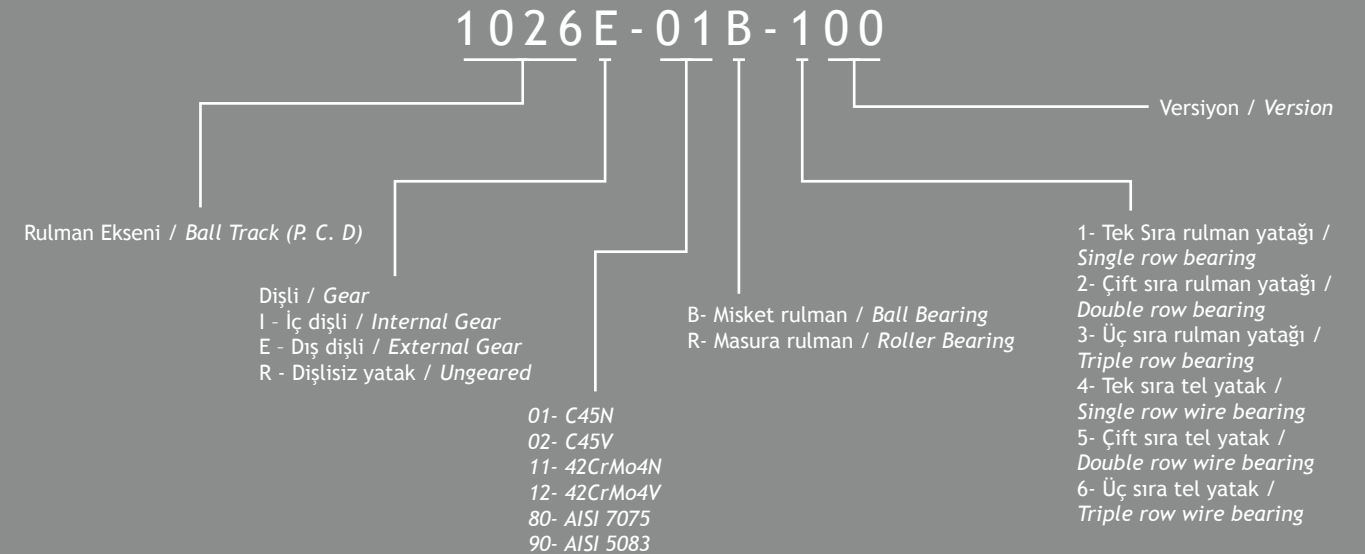 1026E-01B-100
Versiyon / Version
Rulman Ekseni / Ball Track (P. C. D)
Dişli / Gear
I - İç dişli / Internal Gear
E - Dış dişli / External Gear
R - Dişlisiz yatak / Ungeared
01- C45N
02- C45V
11- 42CrMo4N
12- 42CrMo4V
80- AISI 7075
90- AISI 5083
B- Misket rulman / Ball Bearing
R- Masura rulman / Roller Bearing
1- Tek Sıra rulman yatağı /
Single row bearing
2- Çift sıra rulman yatağı /
Double row bearing
3- Üç sıra rulman yatağı /
Triple row bearing
4- Tek sıra tel yatak /
Single row wire bearing
5- Çift sıra tel yatak /
Double row wire bearing
6- Üç sıra tel yatak /
Triple row wire bearing